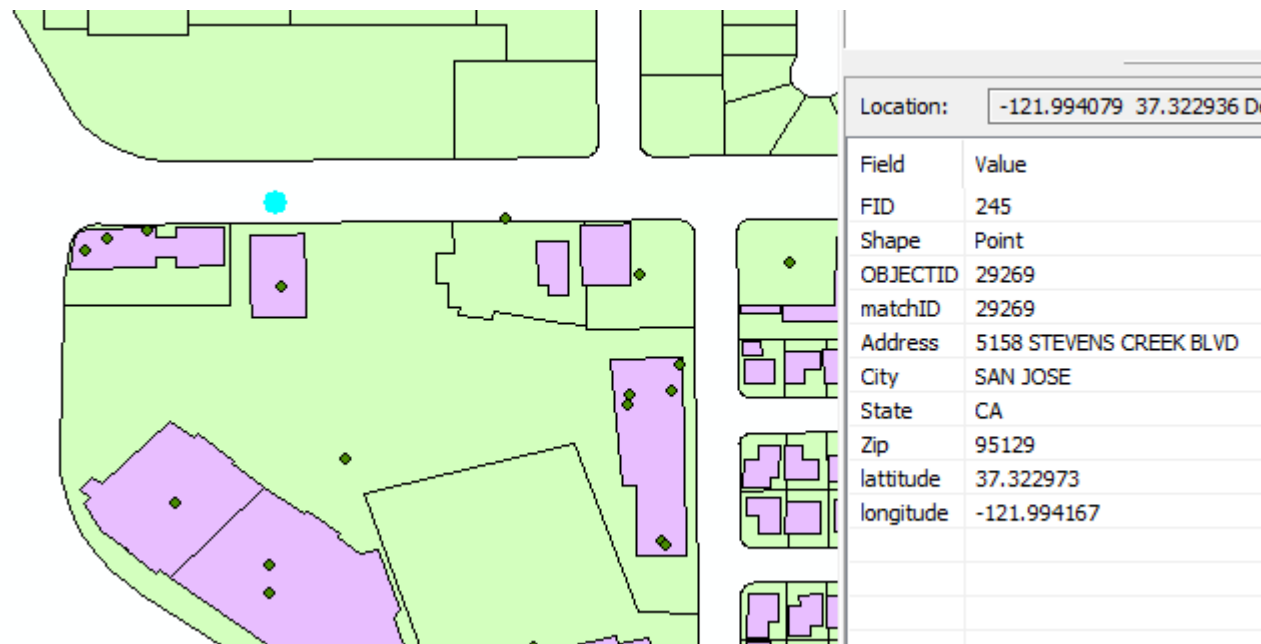 Location: -121.994079 37.322936 De
Field Value
FID 245
Shape Point
OBJECTID 29269
matchID 29269
Address 5158 STEVENS CREEK BLVD
City SAN JOSE
State CA
Zip 95129
lattitude 37.322973
longitude -121.994167